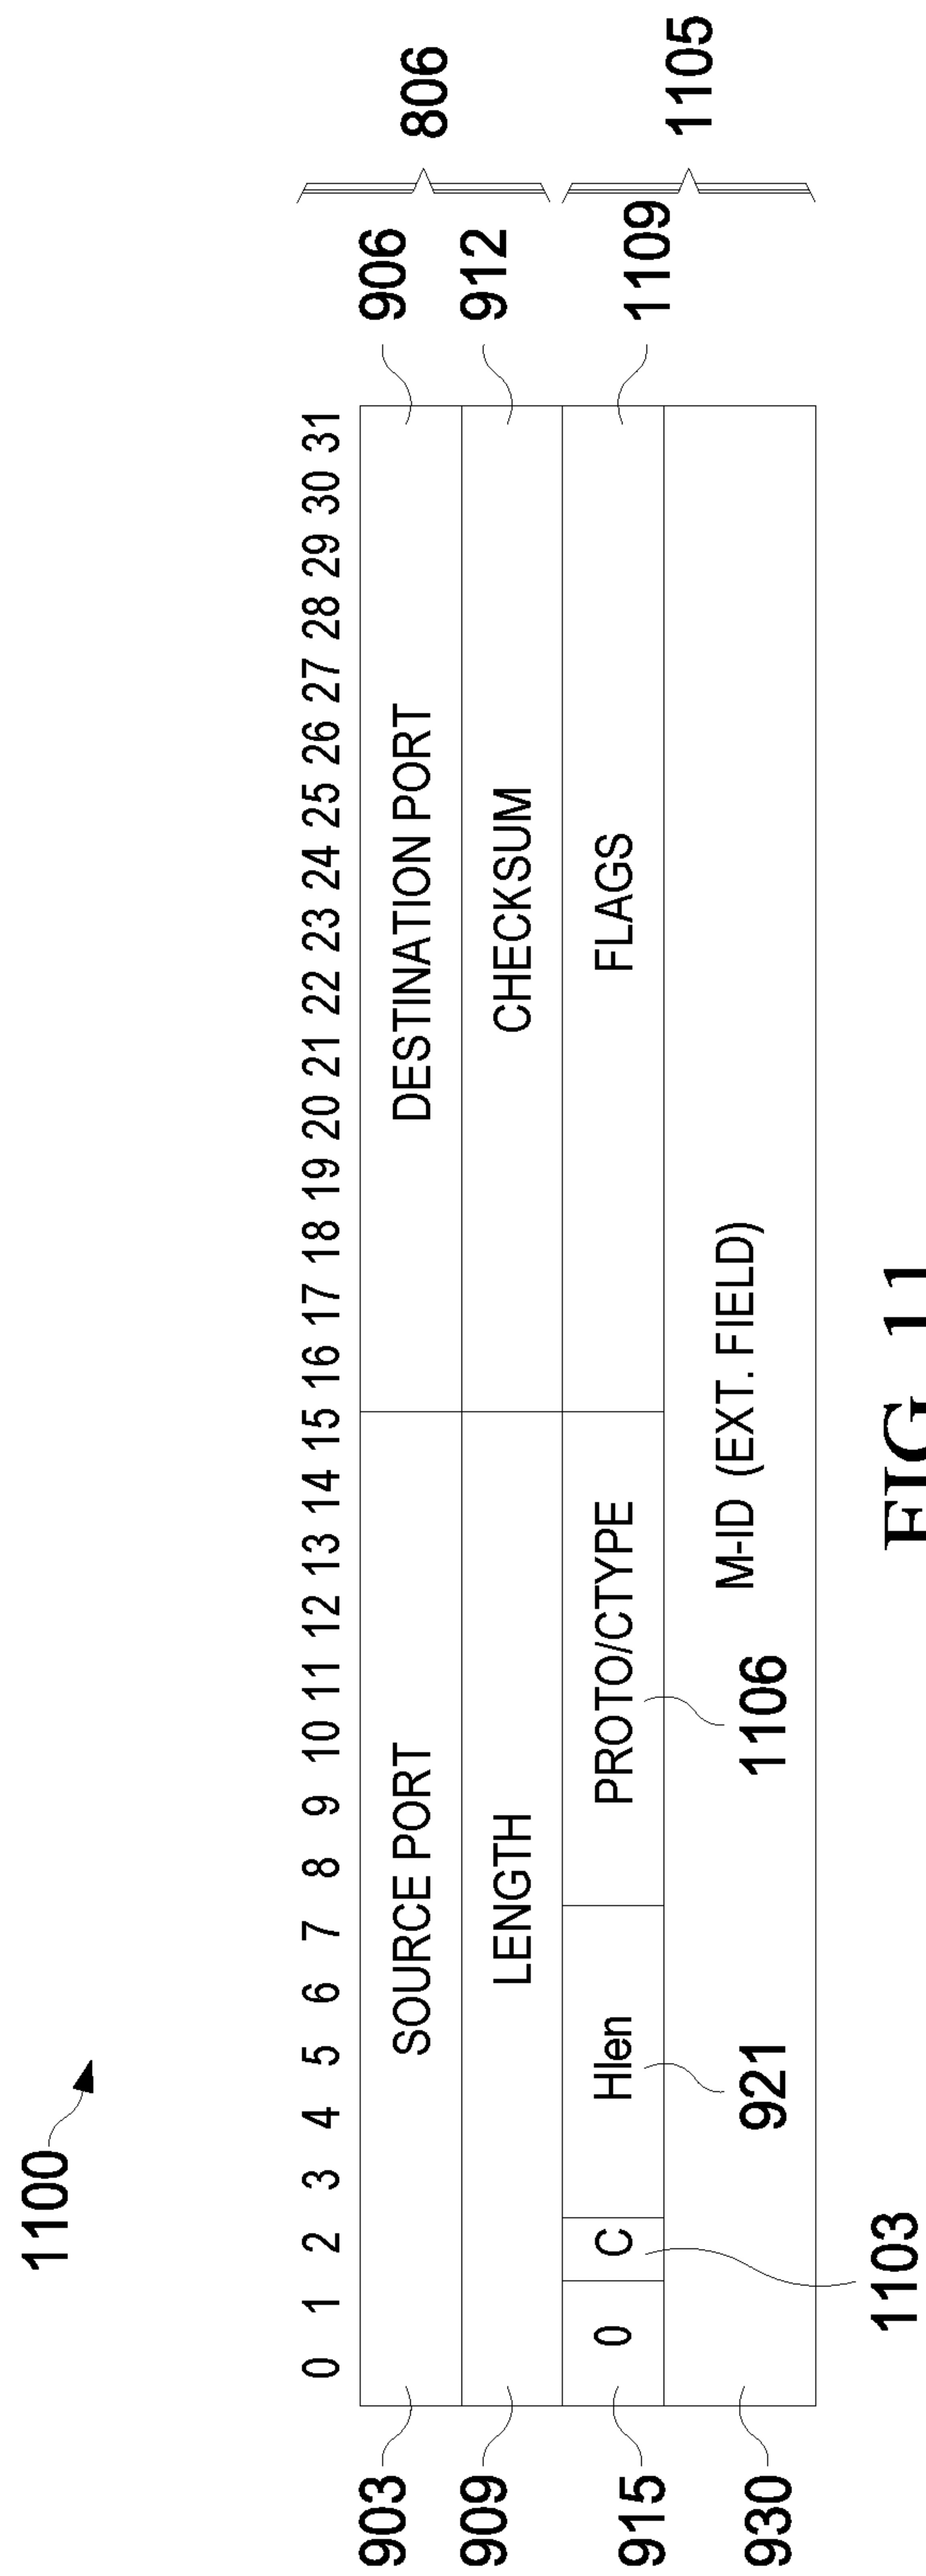 1100
0 1 2 3 4 5 6 7 8 9 10 11 12 13 14 15 16 17 18 19 20 21 22 23 24 25 26 27 28 29 30 31
903 SOURCE PORT DESTINATION PORT 906
806
909 LENGTH CHECKSUM 912
915 0 C Hlen PROTO/CTYPE FLAGS 1109
1105
930 921 1106 M-ID (EXT. FIELD)
1103
FIG. 11